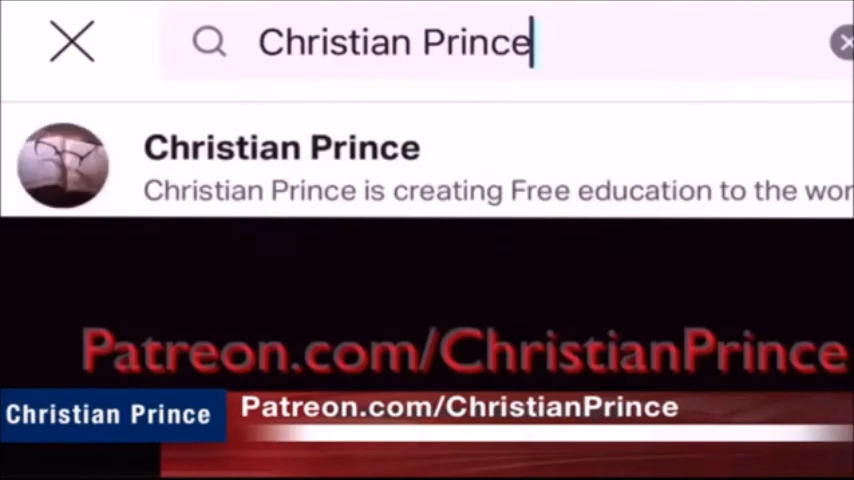 Christian Prince
Christian Prince
Christian Prince is creating Free education to the wor
Patreon.com/ChristianPrince
Christian Prince
Patreon.com/ChristianPrince